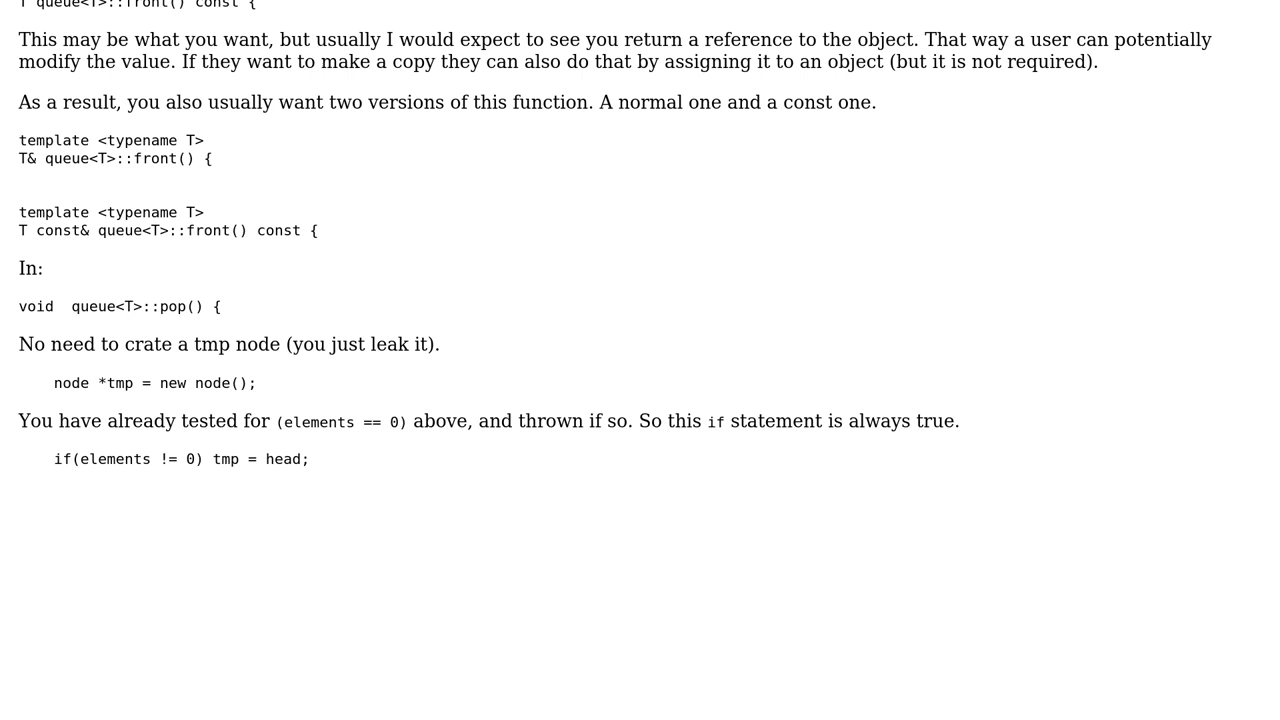 T queue<T>::front() const {
This may be what you want, but usually I would expect to see you return a reference to the object. That way a user can potentially
modify the value. If they want to make a copy they can also do that by assigning it to an object (but it is not required).
As a result, you also usually want two versions of this function. A normal one and a const one.
template <typename T>
T& queue<T>::front() {
template <typename T>
T const& queue<T>::front() const {
In:
void  queue<T>::pop() {
No need to crate a tmp node (you just leak it).
    node *tmp = new node();
You have already tested for (elements == 0) above, and thrown if so. So this if statement is always true.
    if(elements != 0) tmp = head;